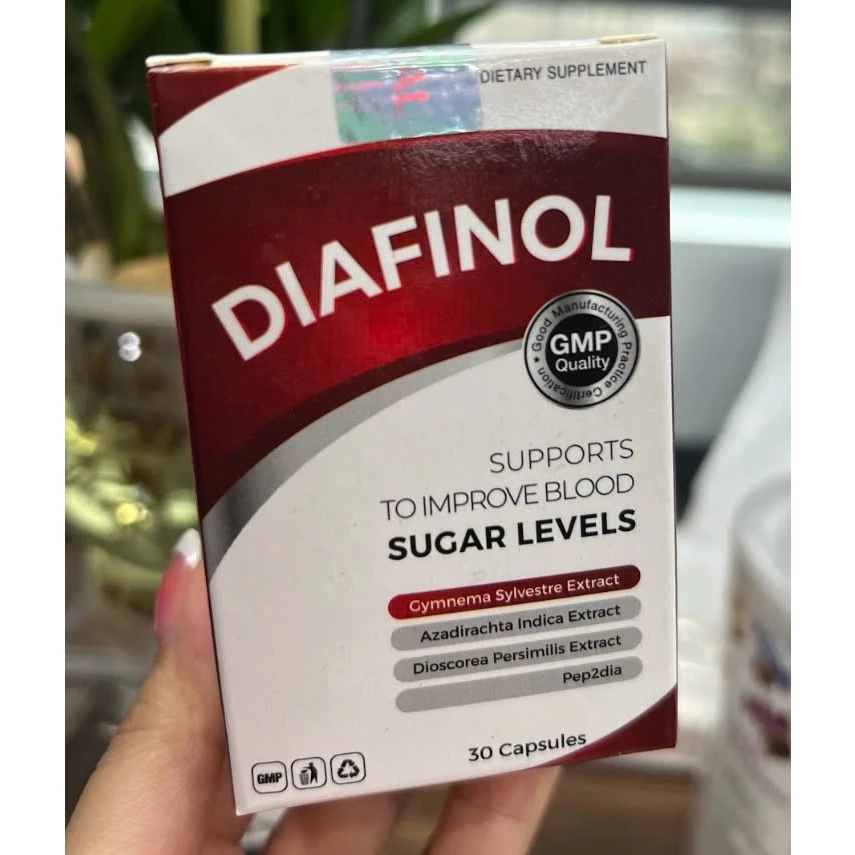 DIETARY SUPPLEMENT
DIAFINOL
Good Manufacturing Practice Certification
GMP
Quality
SUPPORTS
TO IMPROVE BLOOD
SUGAR LEVELS
Gymnema Sylvestre Extract
Azadirachta Indica Extract
Dioscorea Persimilis Extract
Pep2dia
30 Capsules
GMP